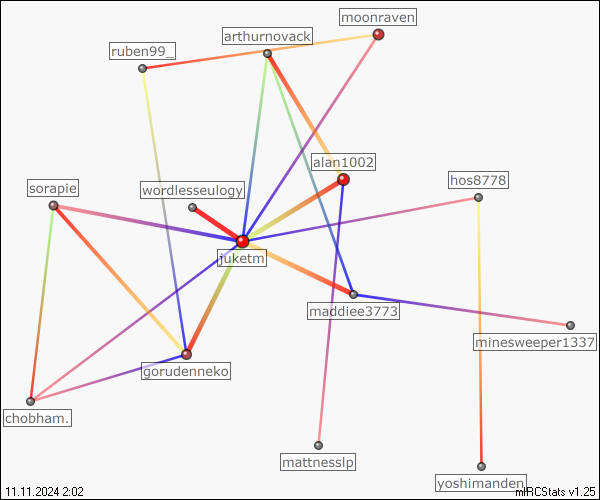 moonraven
arthurnovack
ruben99_
alan1002
hos8778
sorapie
wordlesseulogy
juketm
maddiee3773
minesweeper1337
gorudenneko
chobham.
mattnesslp
yoshimanden
11.11.2024 2:02
mIRCStats v1.25